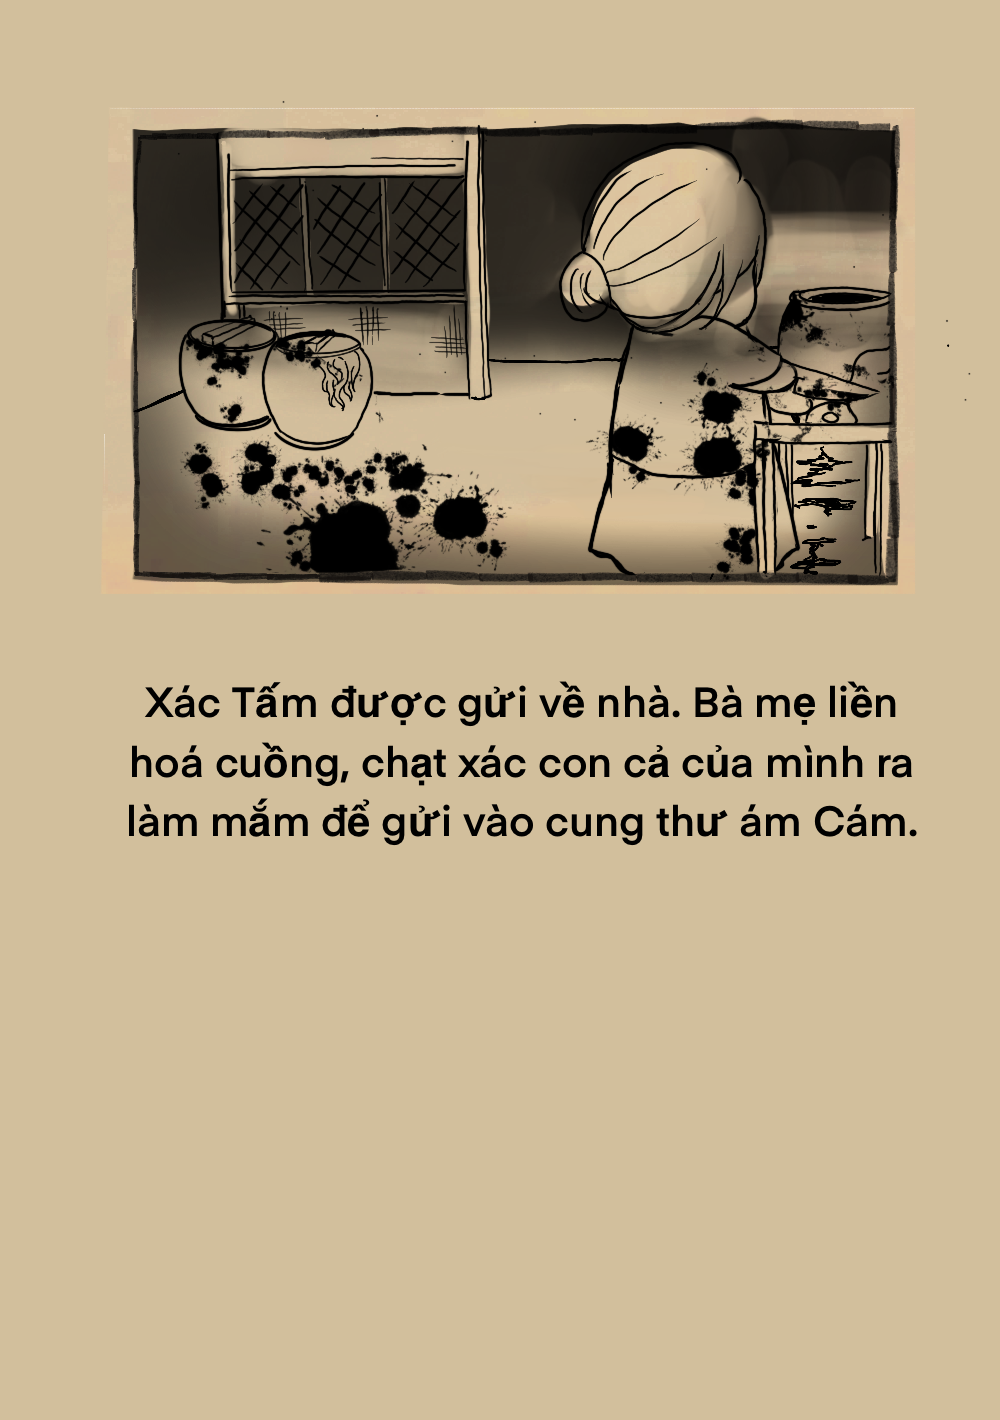 Xác Tấm được gửi về nhà. Bà mẹ liền
hoá cuồng, chạt xác con cả của mình ra
làm mắm để gửi vào cung thư ám Cám.